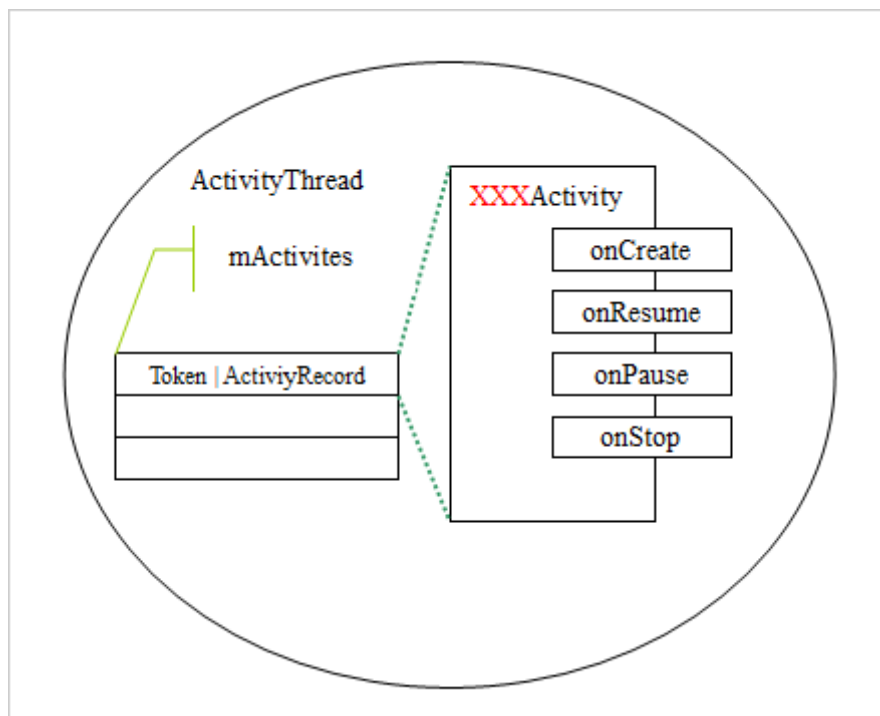 ActivityThread
mActivites
Token | ActiviyRecord
XXXActivity
onCreate
onResume
onPause
onStop